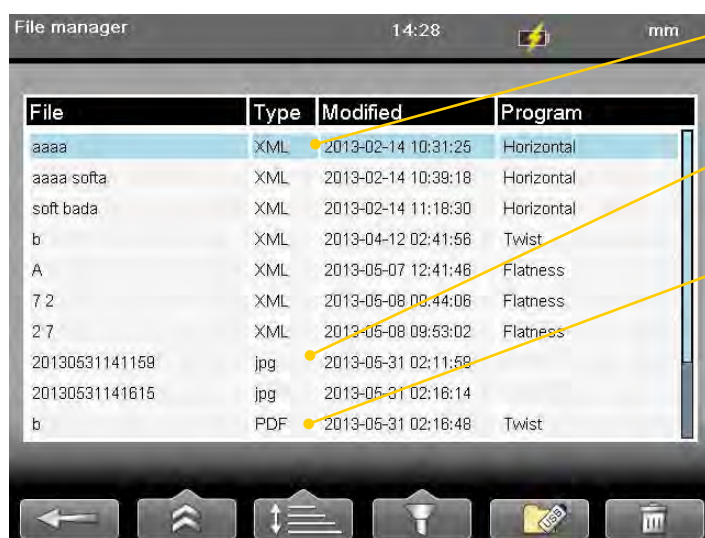 File manager 14:28 mm
File Type Modified Program
aaaa XML 2013-02-14 10:31:25 Horizontal
aaaa softa XML 2013-02-14 10:39:18 Horizontal
soft bada XML 2013-02-14 11:18:30 Horizontal
b XML 2013-04-12 02:41:56 Twist
A XML 2013-05-07 12:41:46 Flatness
7 2 XML 2013-05-08 09:44:06 Flatness
2 7 XML 2013-05-08 09:53:02 Flatness
20130531141159 jpg 2013-05-31 02:11:58
20130531141615 jpg 2013-05-31 02:16:14
b PDF 2013-05-31 02:16:48 Twist
USB